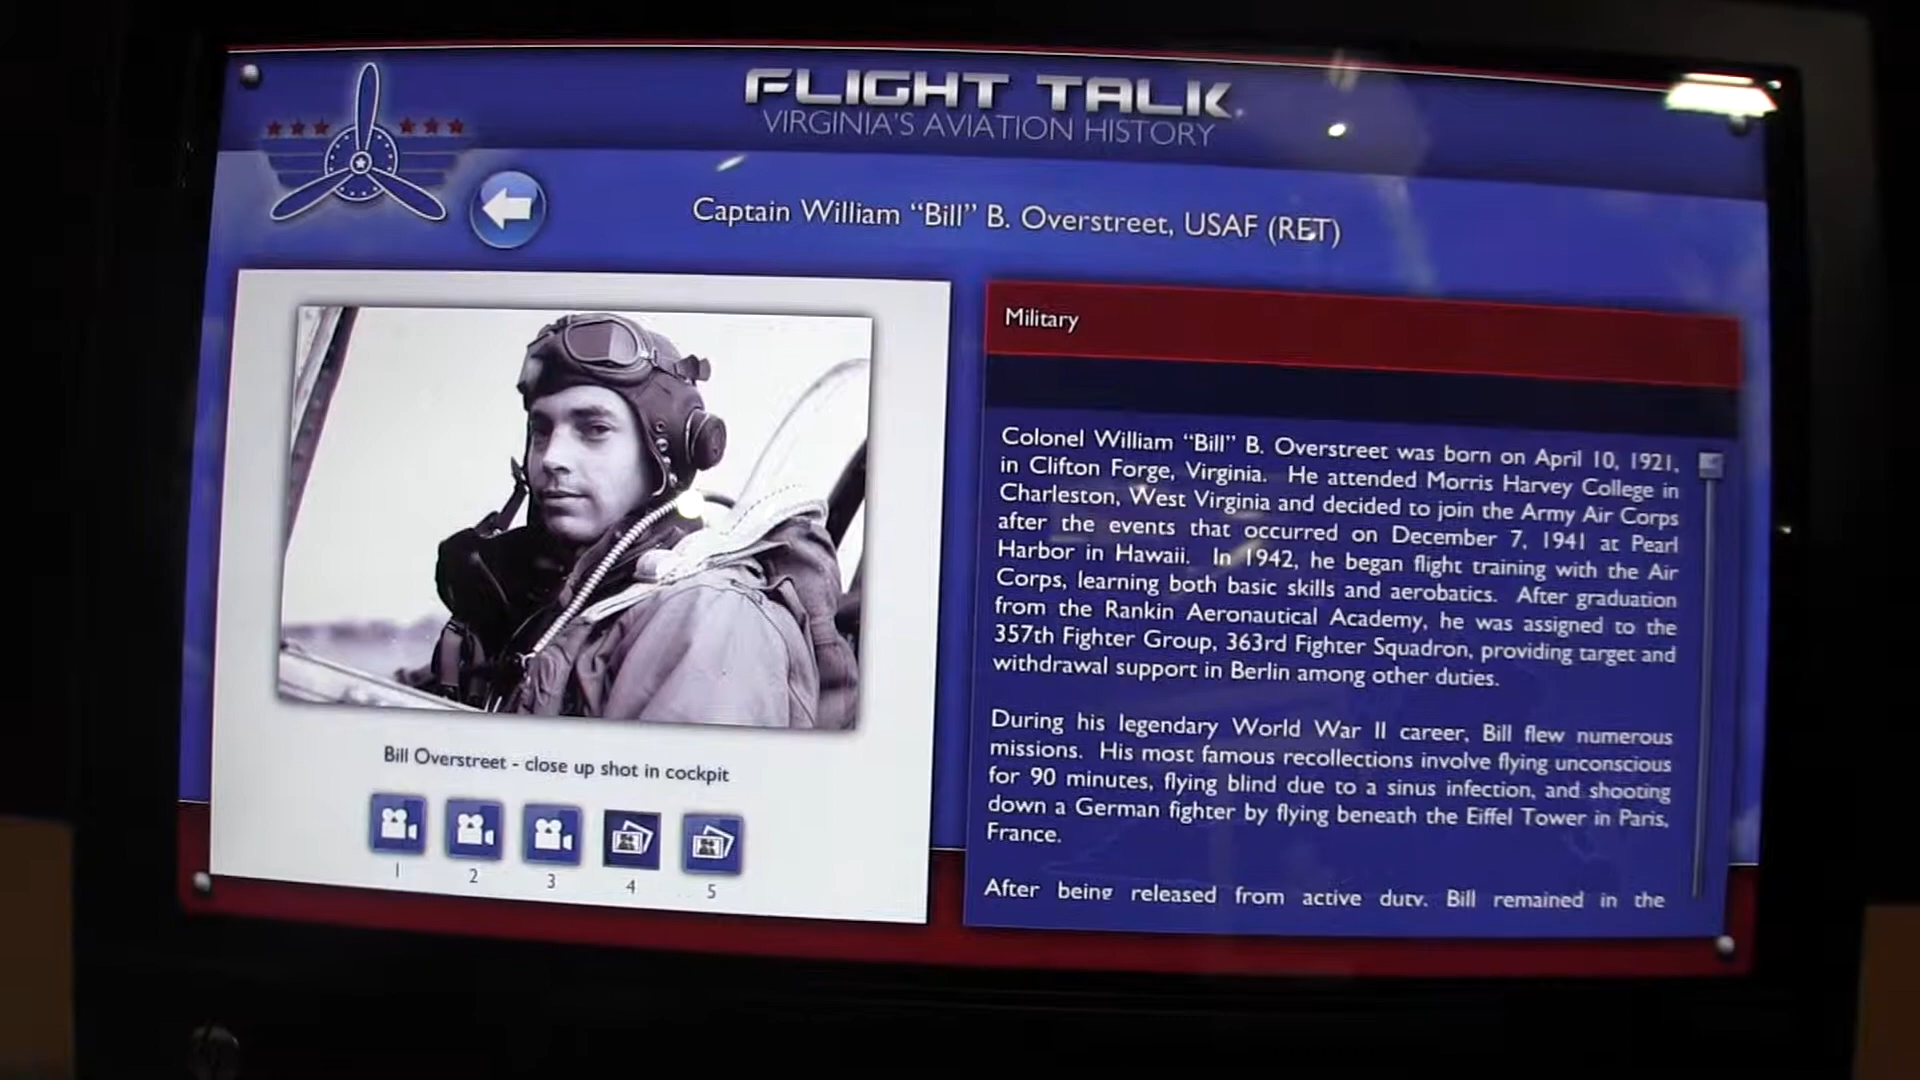 FLIGHT TALK
VIRGINIA'S AVIATION HISTORY
Captain William “Bill” B. Overstreet, USAF (RET)
Military
Colonel William “Bill” B. Overstreet was born on April 10, 1921,
in Clifton Forge, Virginia. He attended Morris Harvey College in
Charleston, West Virginia and decided to join the Army Air Corps
after the events that occurred on December 7, 1941 at Pearl
Harbor in Hawaii. In 1942, he began flight training with the Air
Corps, learning both basic skills and aerobatics. After graduation
from the Rankin Aeronautical Academy, he was assigned to the
357th Fighter Group, 363rd Fighter Squadron, providing target and
withdrawal support in Berlin among other duties.
During his legendary World War II career, Bill flew numerous
missions. His most famous recollections involve flying unconscious
for 90 minutes, flying blind due to a sinus infection, and shooting
down a German fighter by flying beneath the Eiffel Tower in Paris,
France.
After being released from active duty, Bill remained in the
Bill Overstreet - close up shot in cockpit
1 2 3 4 5
hp